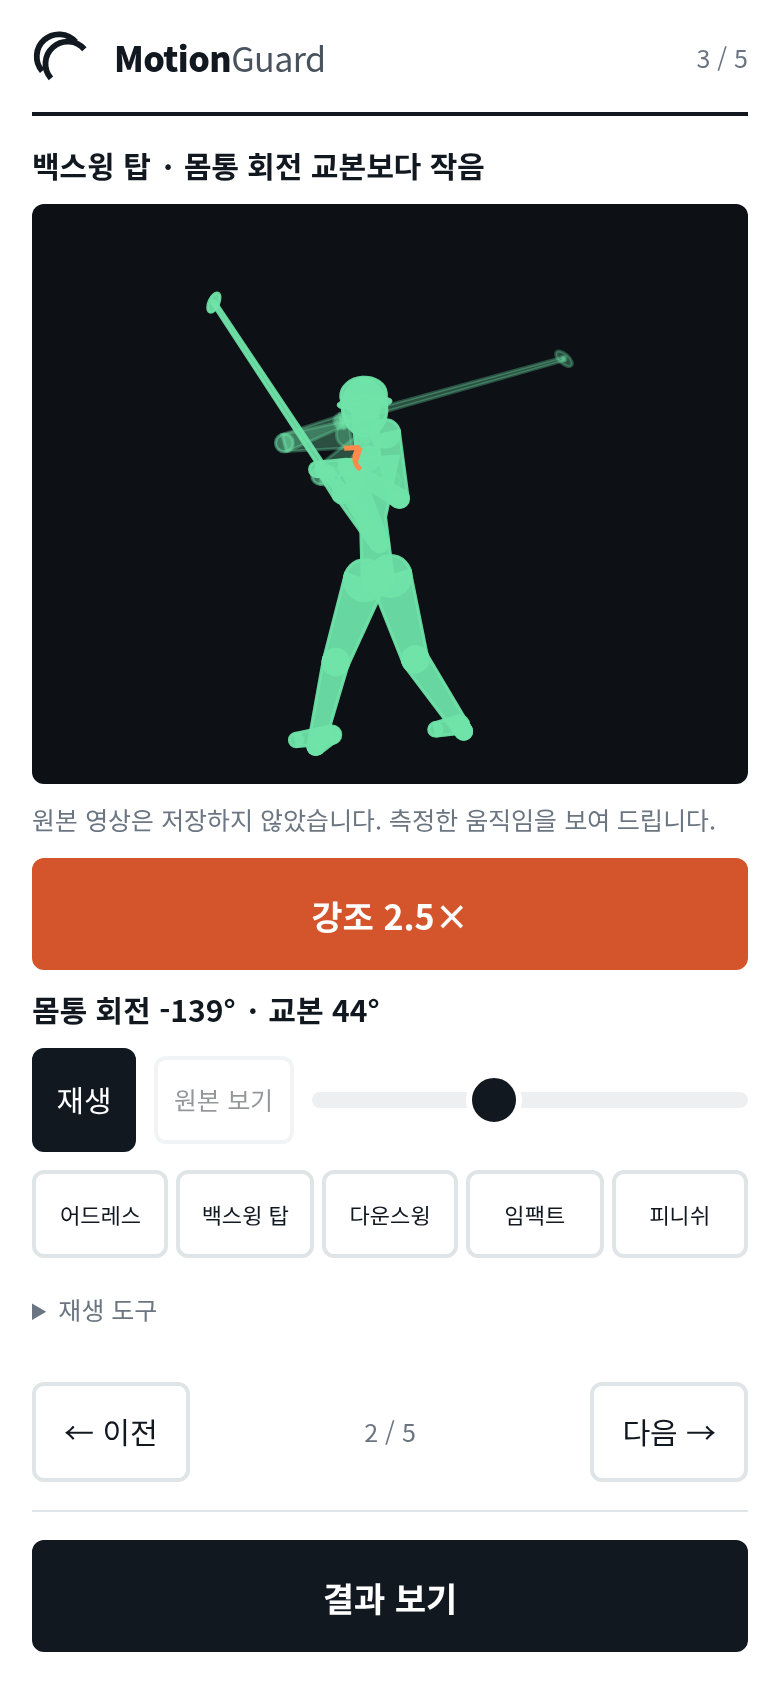 MotionGuard
3 / 5
백스윙 탑 · 몸통 회전 교본보다 작음
원본 영상은 저장하지 않았습니다. 측정한 움직임을 보여 드립니다.
강조 2.5×
몸통 회전 -139° · 교본 44°
재생
원본 보기
어드레스
백스윙 탑
다운스윙
임팩트
피니쉬
▶ 재생 도구
← 이전
2 / 5
다음 →
결과 보기